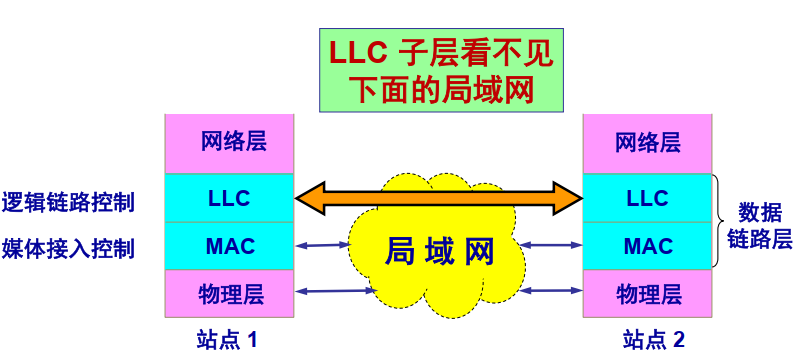 LLC 子层看不见
下面的局域网
网络层
网络层
逻辑链路控制
LLC
LLC
数据
链路层
媒体接入控制
MAC
局 域 网
MAC
物理层
物理层
站点 1
站点 2